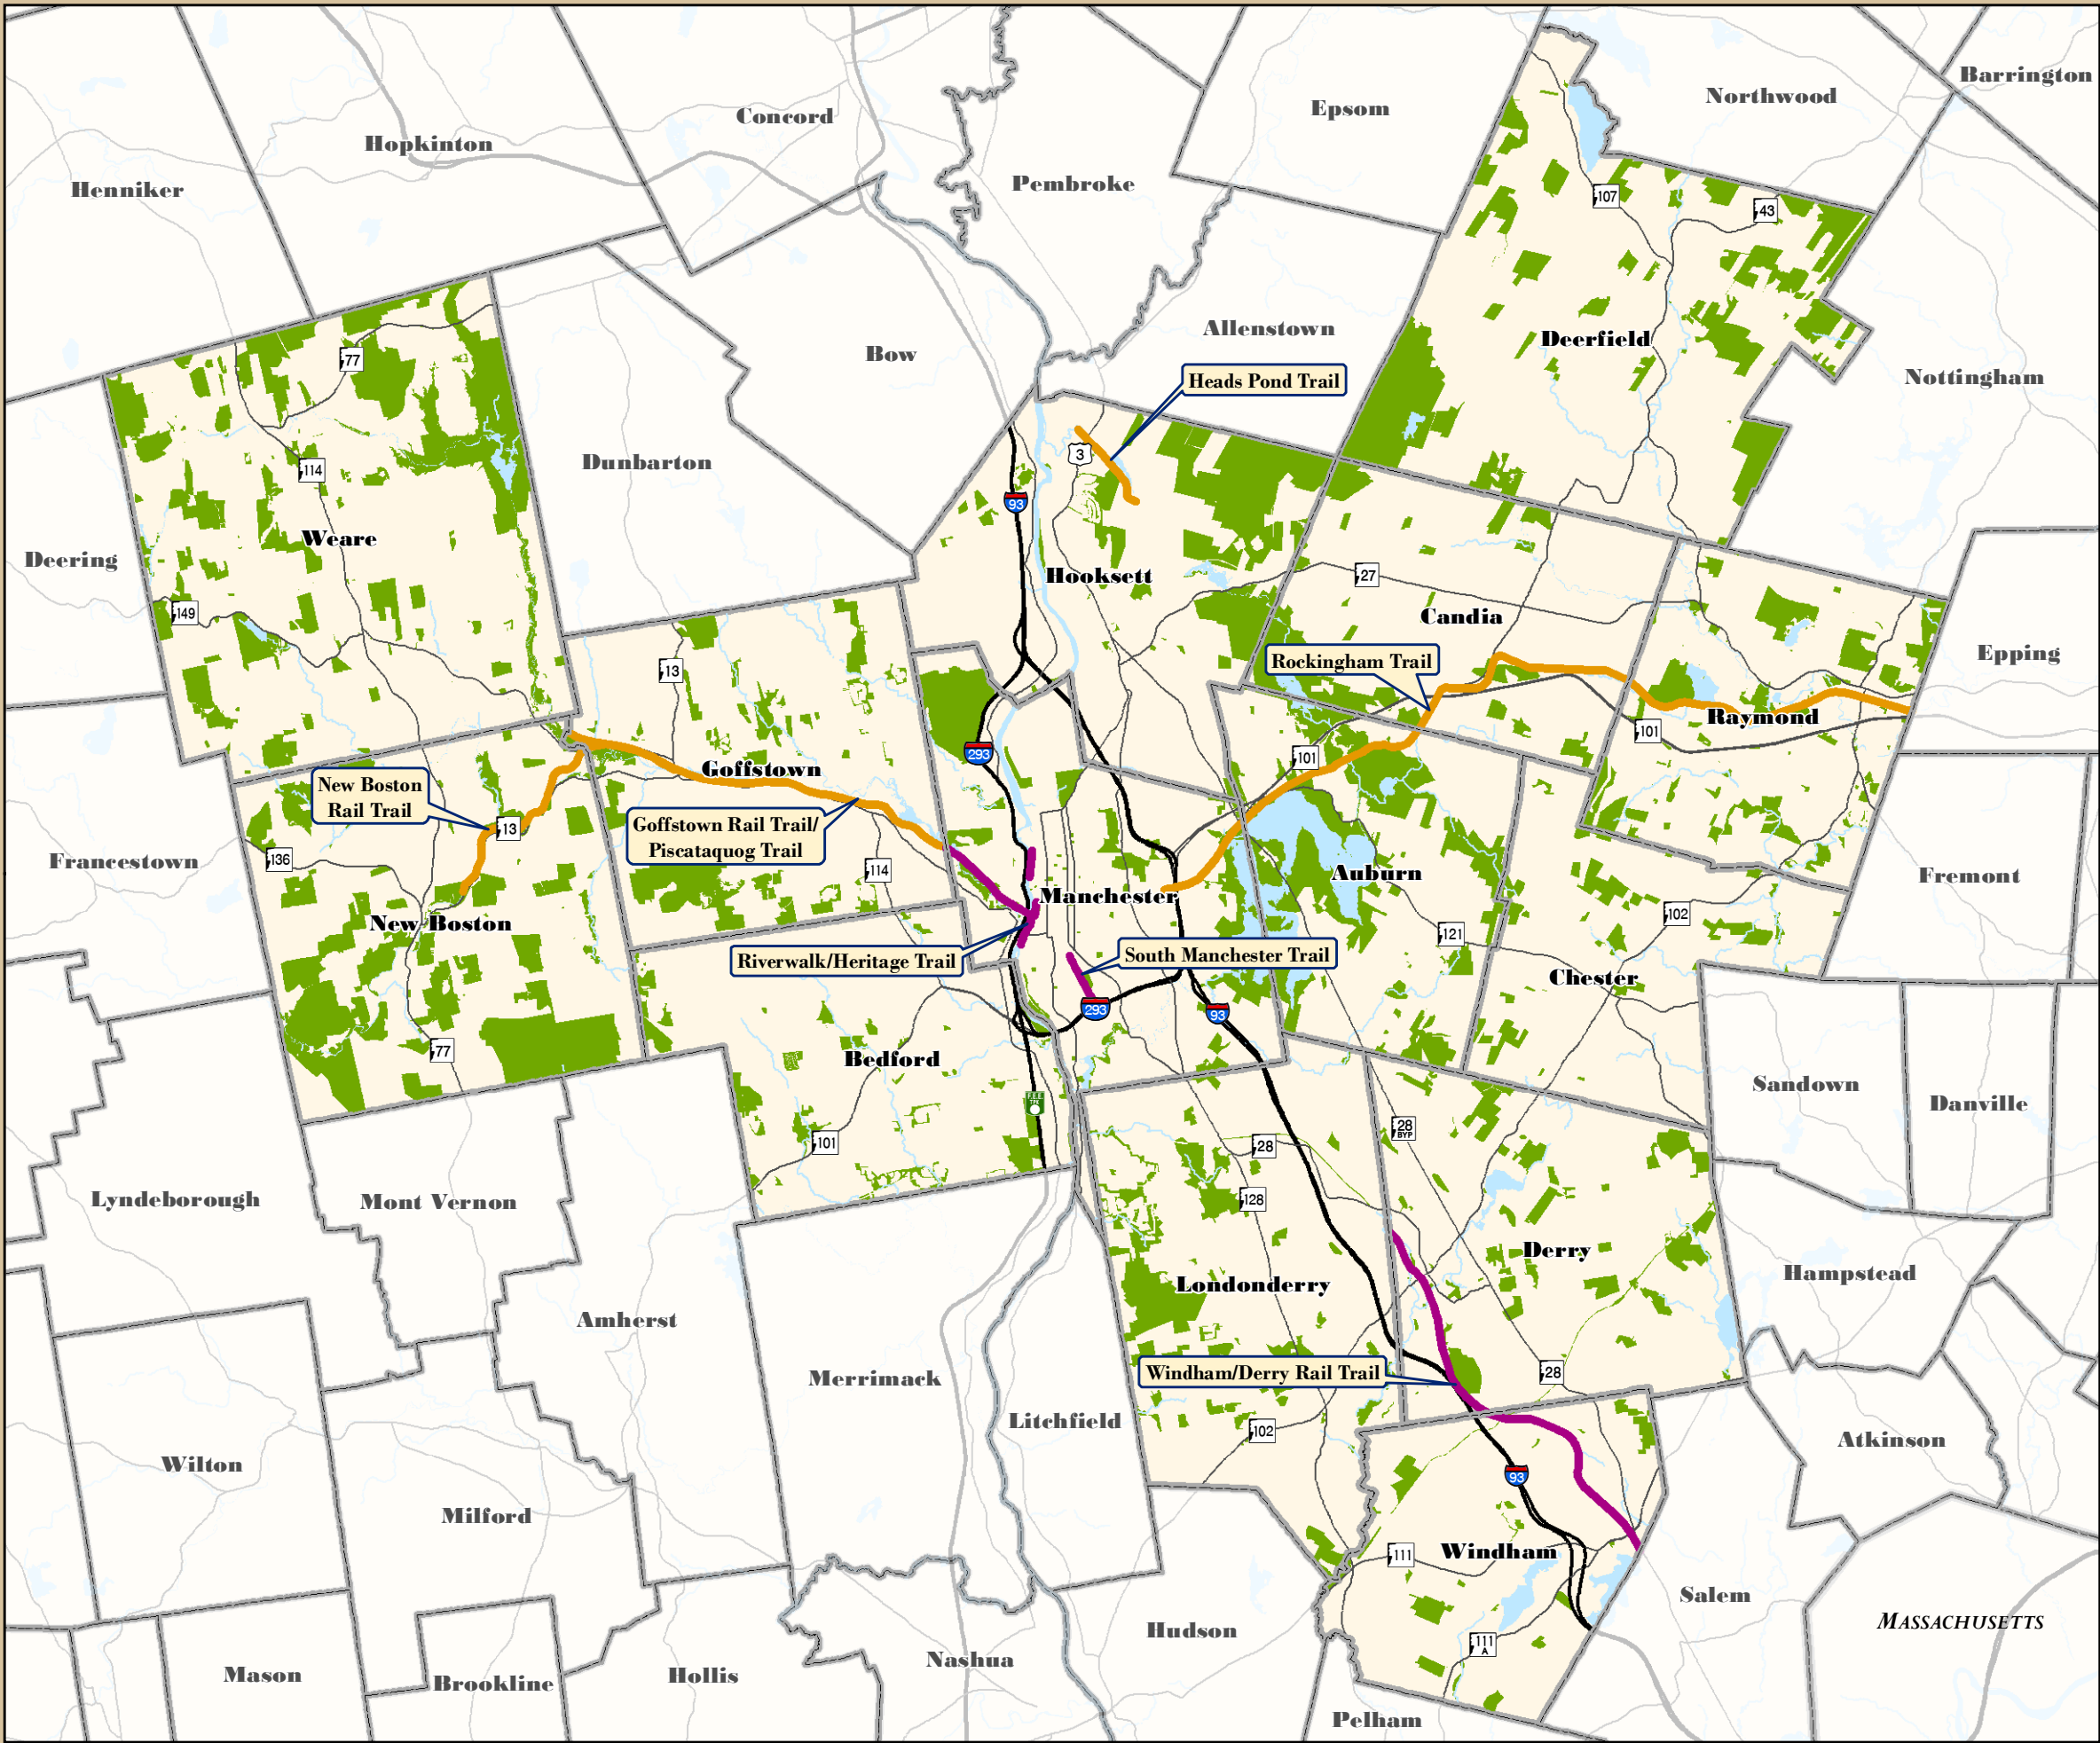 Barrington
Northwood
Epsom
Concord
Hopkinton
Henniker
Pembroke
107
43
Allenstown
Deerfield
Bow
77
Nottingham
Heads Pond Trail
3
Dunbarton
114
93
Weare
Deering
Hooksett
27
149
Candia
Epping
Rockingham Trail
13
Raymond
101
293
101
Goffstown
New Boston
Rail Trail
13
Goffstown Rail Trail/
Piscataquog Trail
136
Francestown
114
Auburn
Fremont
Manchester
102
New Boston
121
South Manchester Trail
Riverwalk/Heritage Trail
Chester
293
93
77
Bedford
Sandown
Danville
F.E.E.
TPK
28
BYP
101
28
Lyndeborough
Mont Vernon
128
Derry
Hampstead
Londonderry
Amherst
Windham/Derry Rail Trail
28
Merrimack
Litchfield
102
Atkinson
Wilton
93
Milford
111
Windham
Salem
MASSACHUSETTS
Hudson
111
A
Nashua
Mason
Brookline
Hollis
Pelham